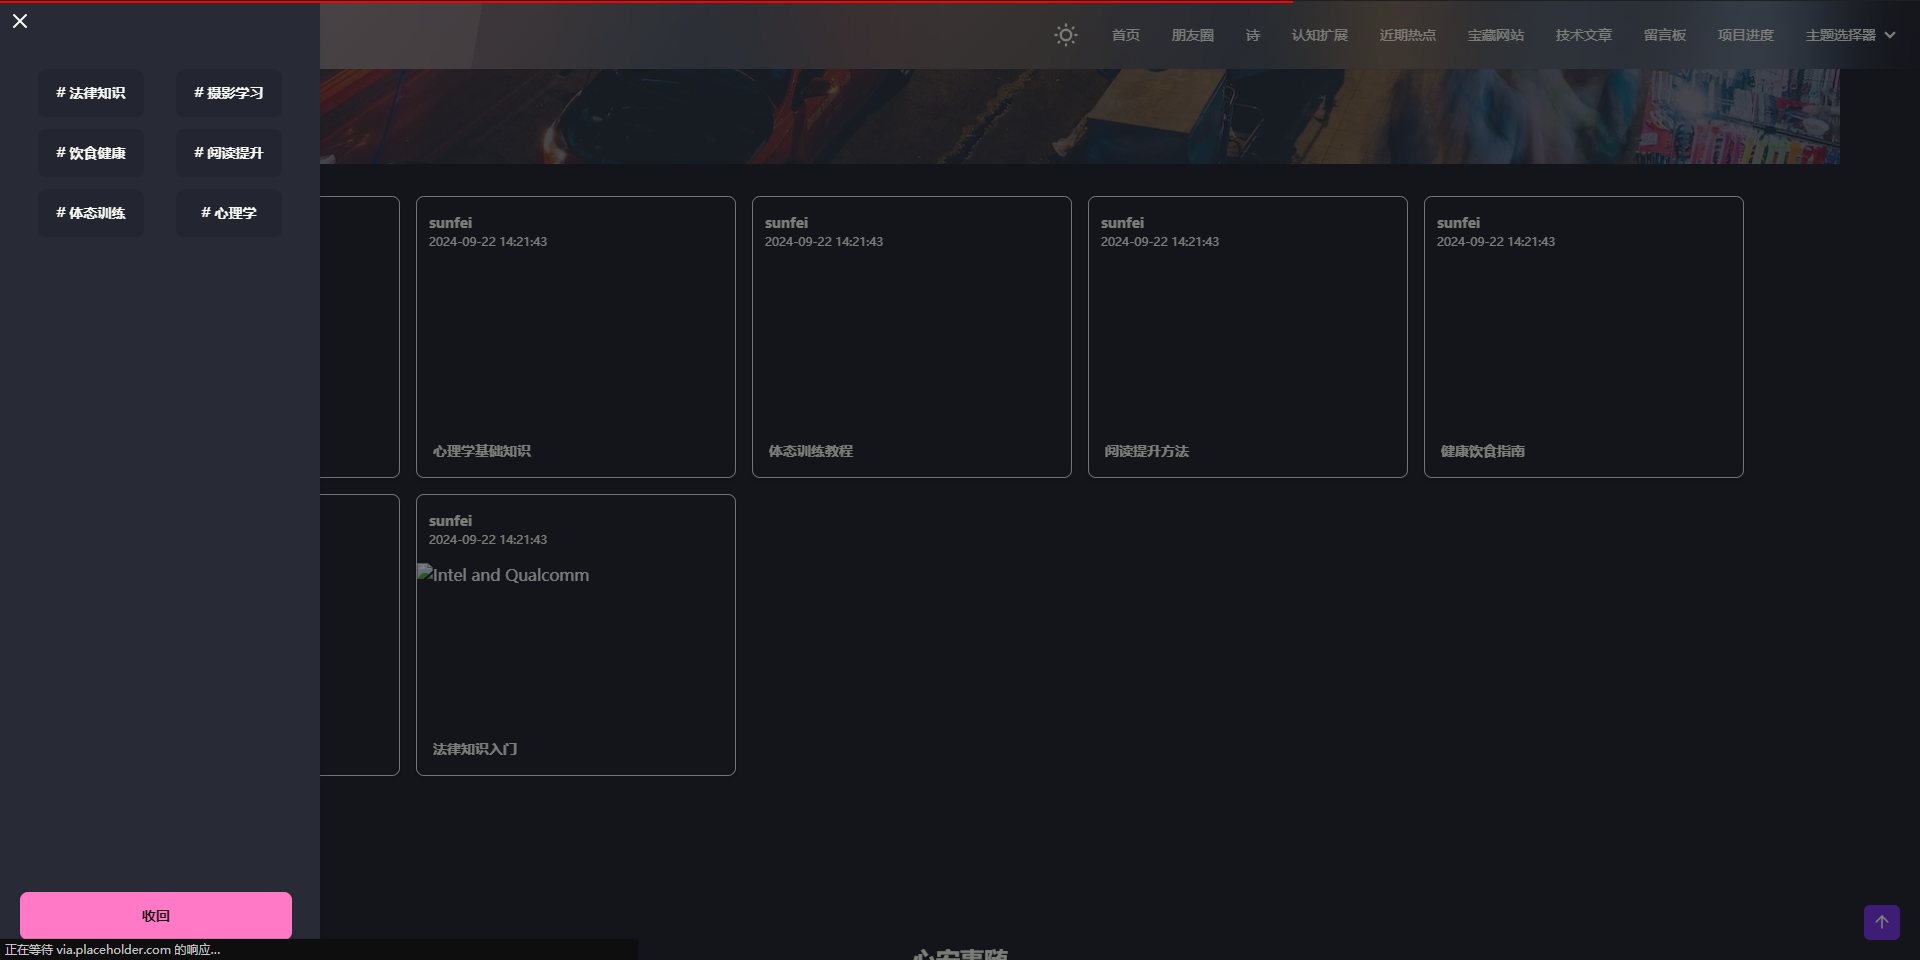 首页 朋友圈 诗 认知扩展 近期热点 宝藏网站 技术文章 留言板 项目进度 主题选择器
# 法律知识 # 摄影学习
# 饮食健康 # 阅读提升
# 体态训练 # 心理学
sunfei
2024-09-22 14:21:43
心理学基础知识
sunfei
2024-09-22 14:21:43
体态训练教程
sunfei
2024-09-22 14:21:43
阅读提升方法
sunfei
2024-09-22 14:21:43
健康饮食指南
sunfei
2024-09-22 14:21:43
Intel and Qualcomm
法律知识入门
收回
正在等待 via.placeholder.com 的响应...